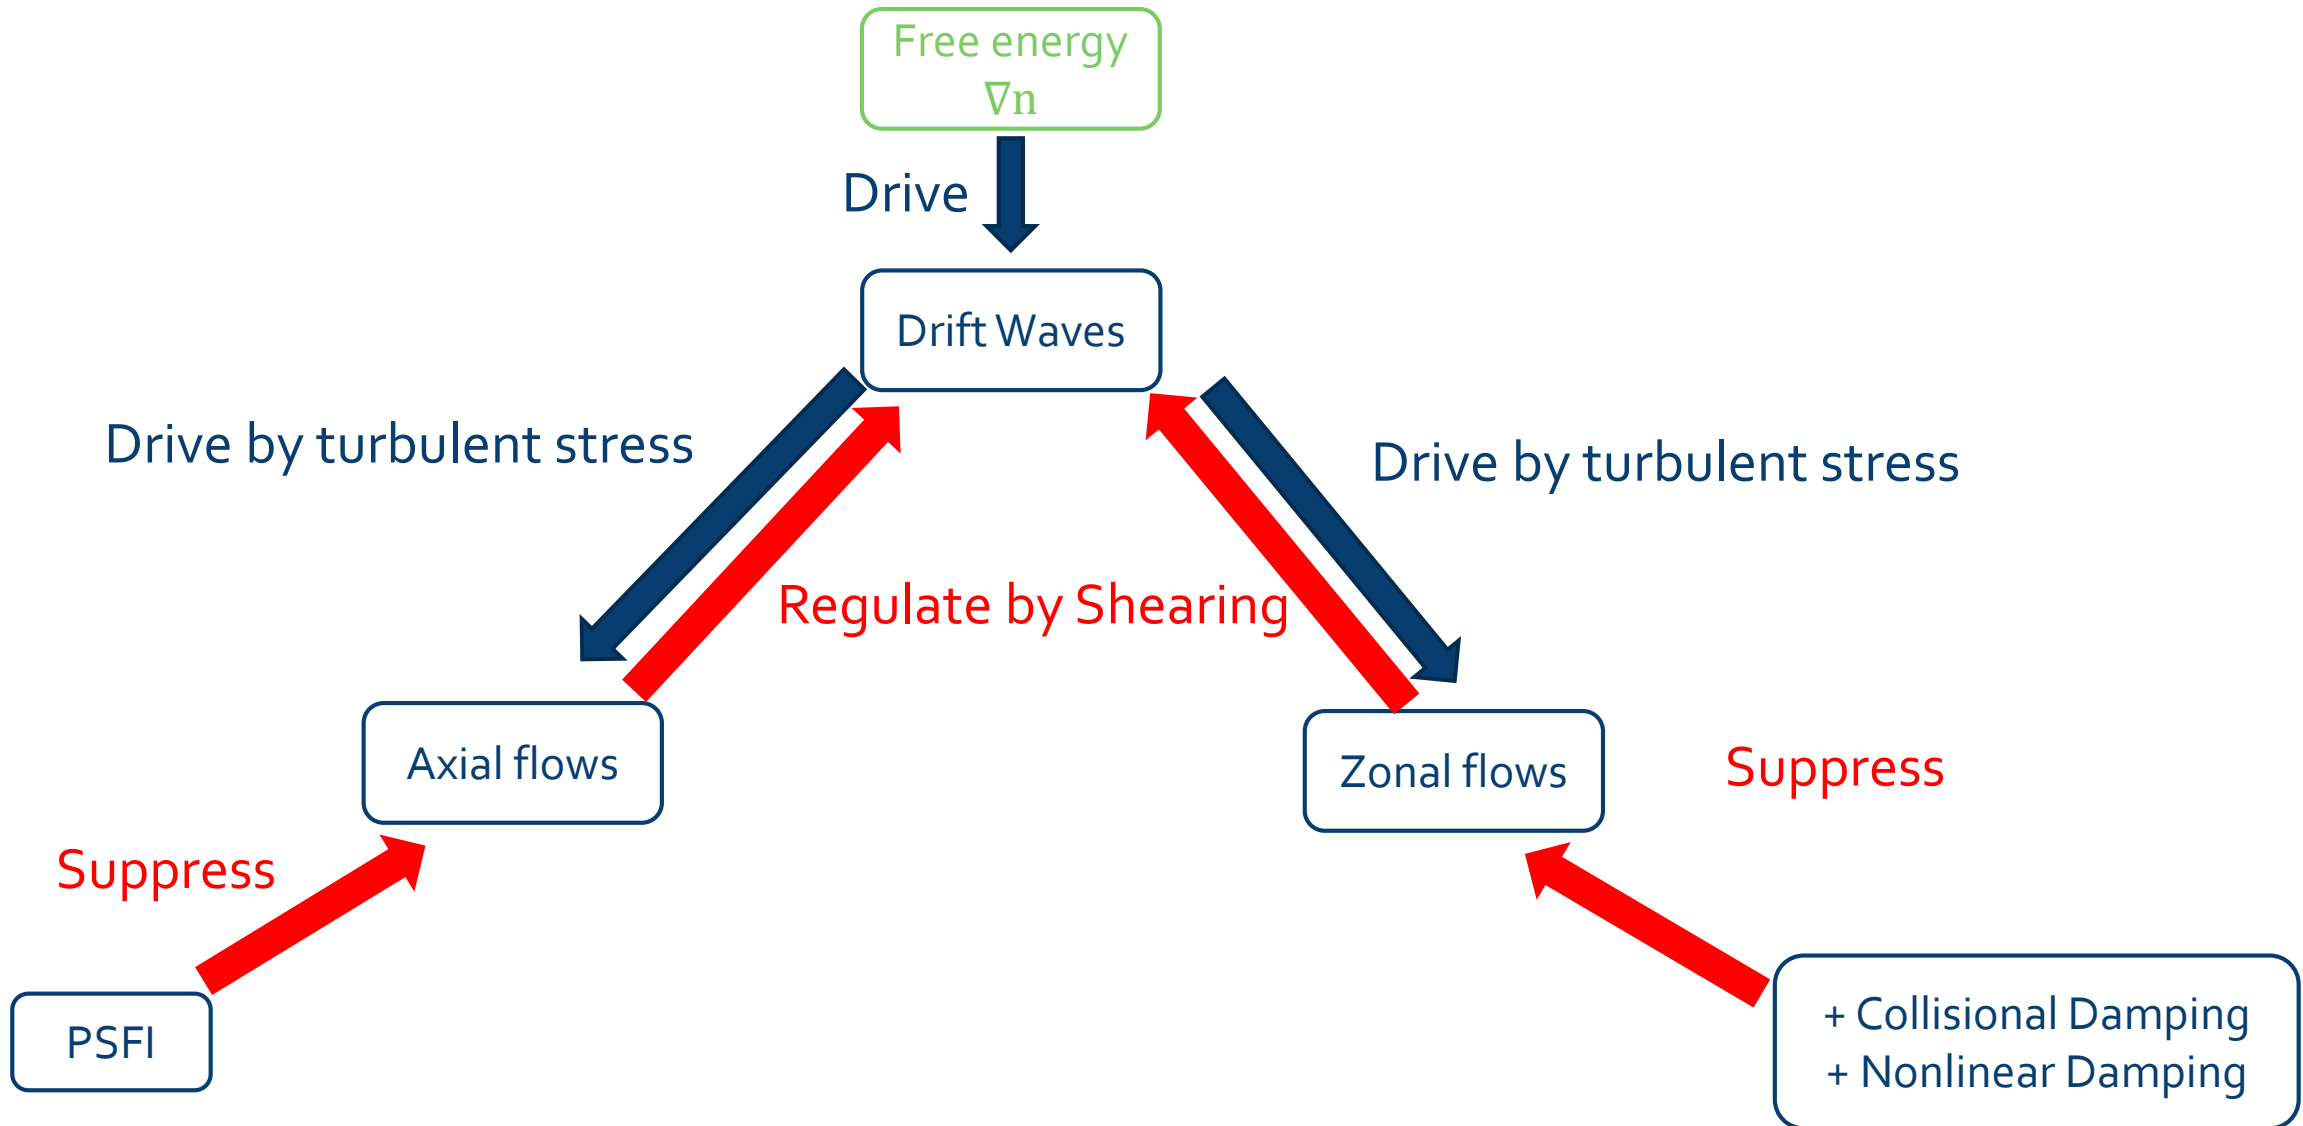 Free energy
∇n
Drive
Drift Waves
Drive by turbulent stress
Drive by turbulent stress
Regulate by Shearing
Axial flows
Zonal flows
Suppress
Suppress
PSFI
+ Collisional Damping
+ Nonlinear Damping